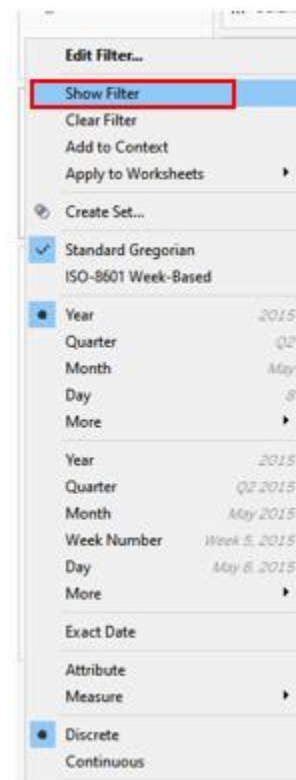 Edit Filter...
Show Filter
Clear Filter
Add to Context
Apply to Worksheets
Create Set...
Standard Gregorian
ISO-8601 Week-Based
Year 2015
Quarter Q2
Month May
Day 8
More
Year 2015
Quarter Q2 2015
Month May 2015
Week Number Week 5, 2015
Day May 8, 2015
More
Exact Date
Attribute
Measure
Discrete
Continuous